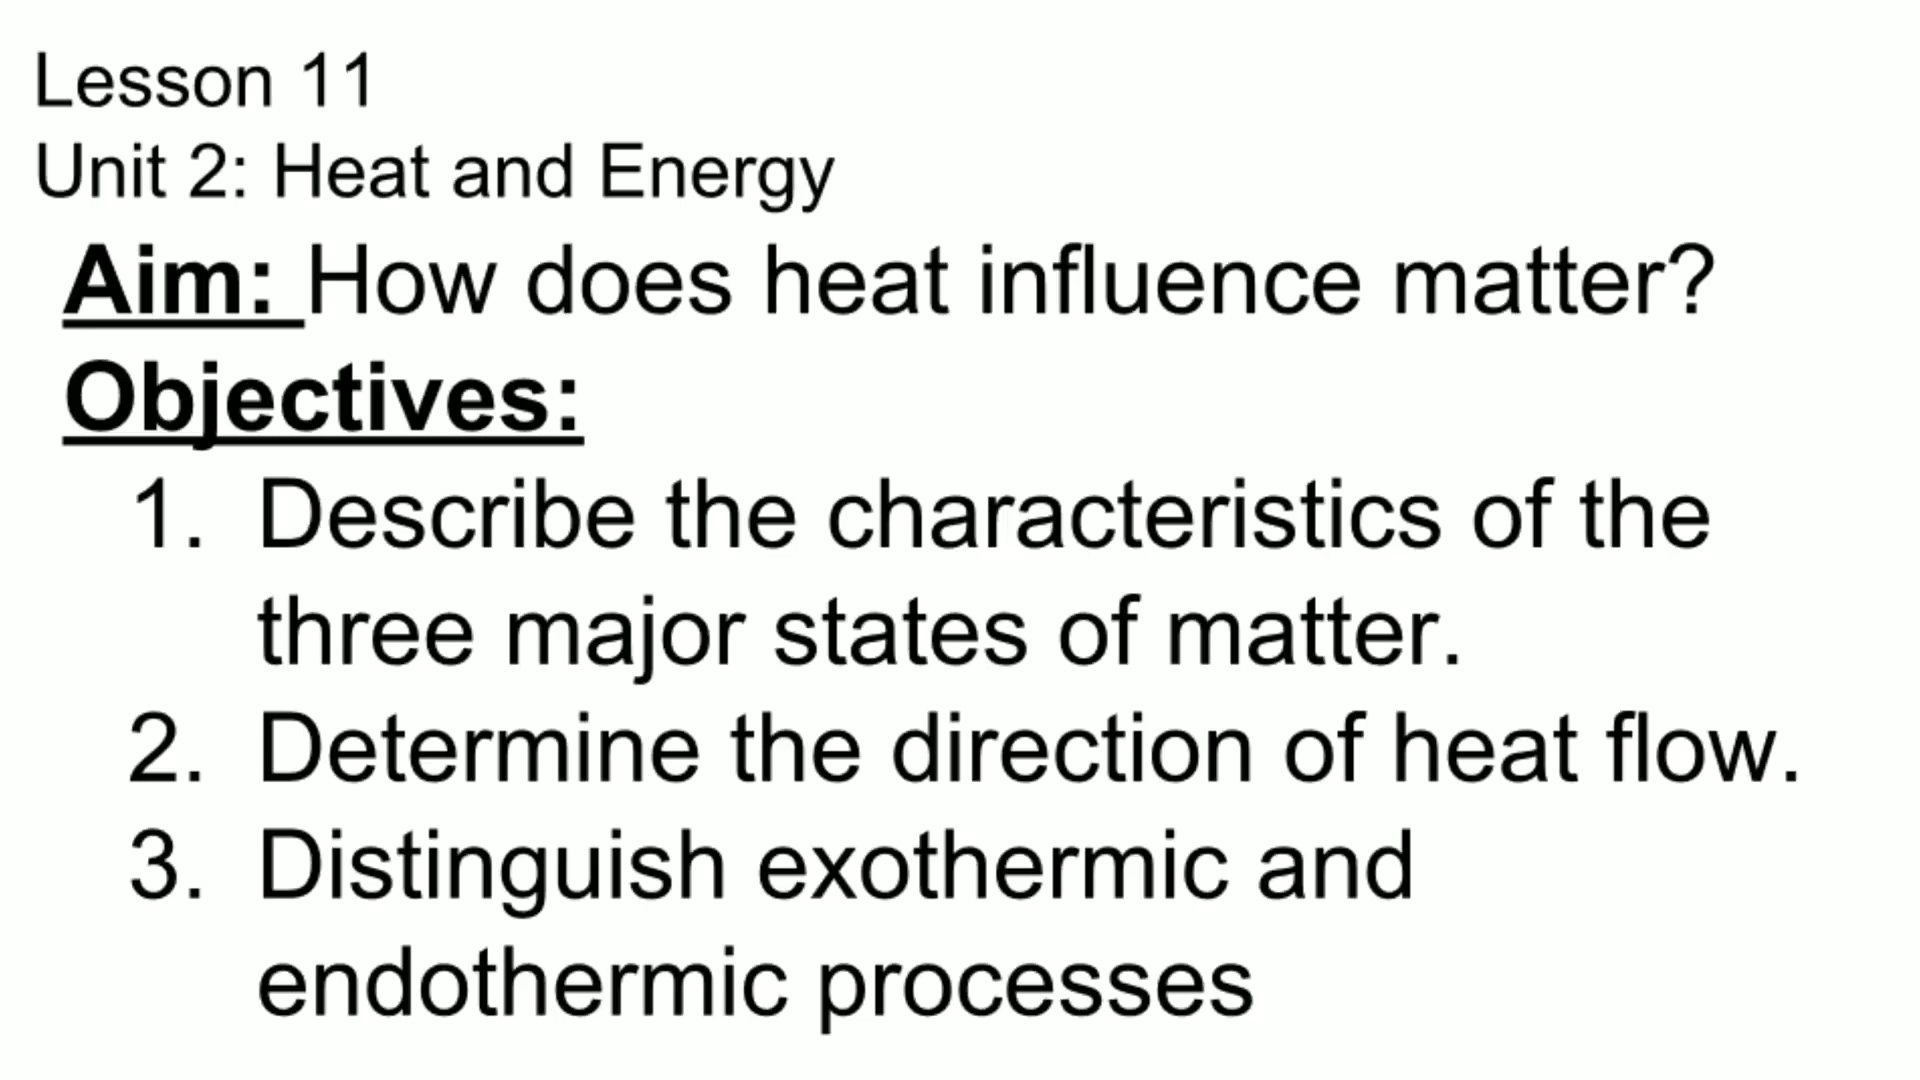 Lesson 11
Unit 2: Heat and Energy
Aim: How does heat influence matter?
Objectives:
1. Describe the characteristics of the
three major states of matter.
2. Determine the direction of heat flow.
3. Distinguish exothermic and
endothermic processes